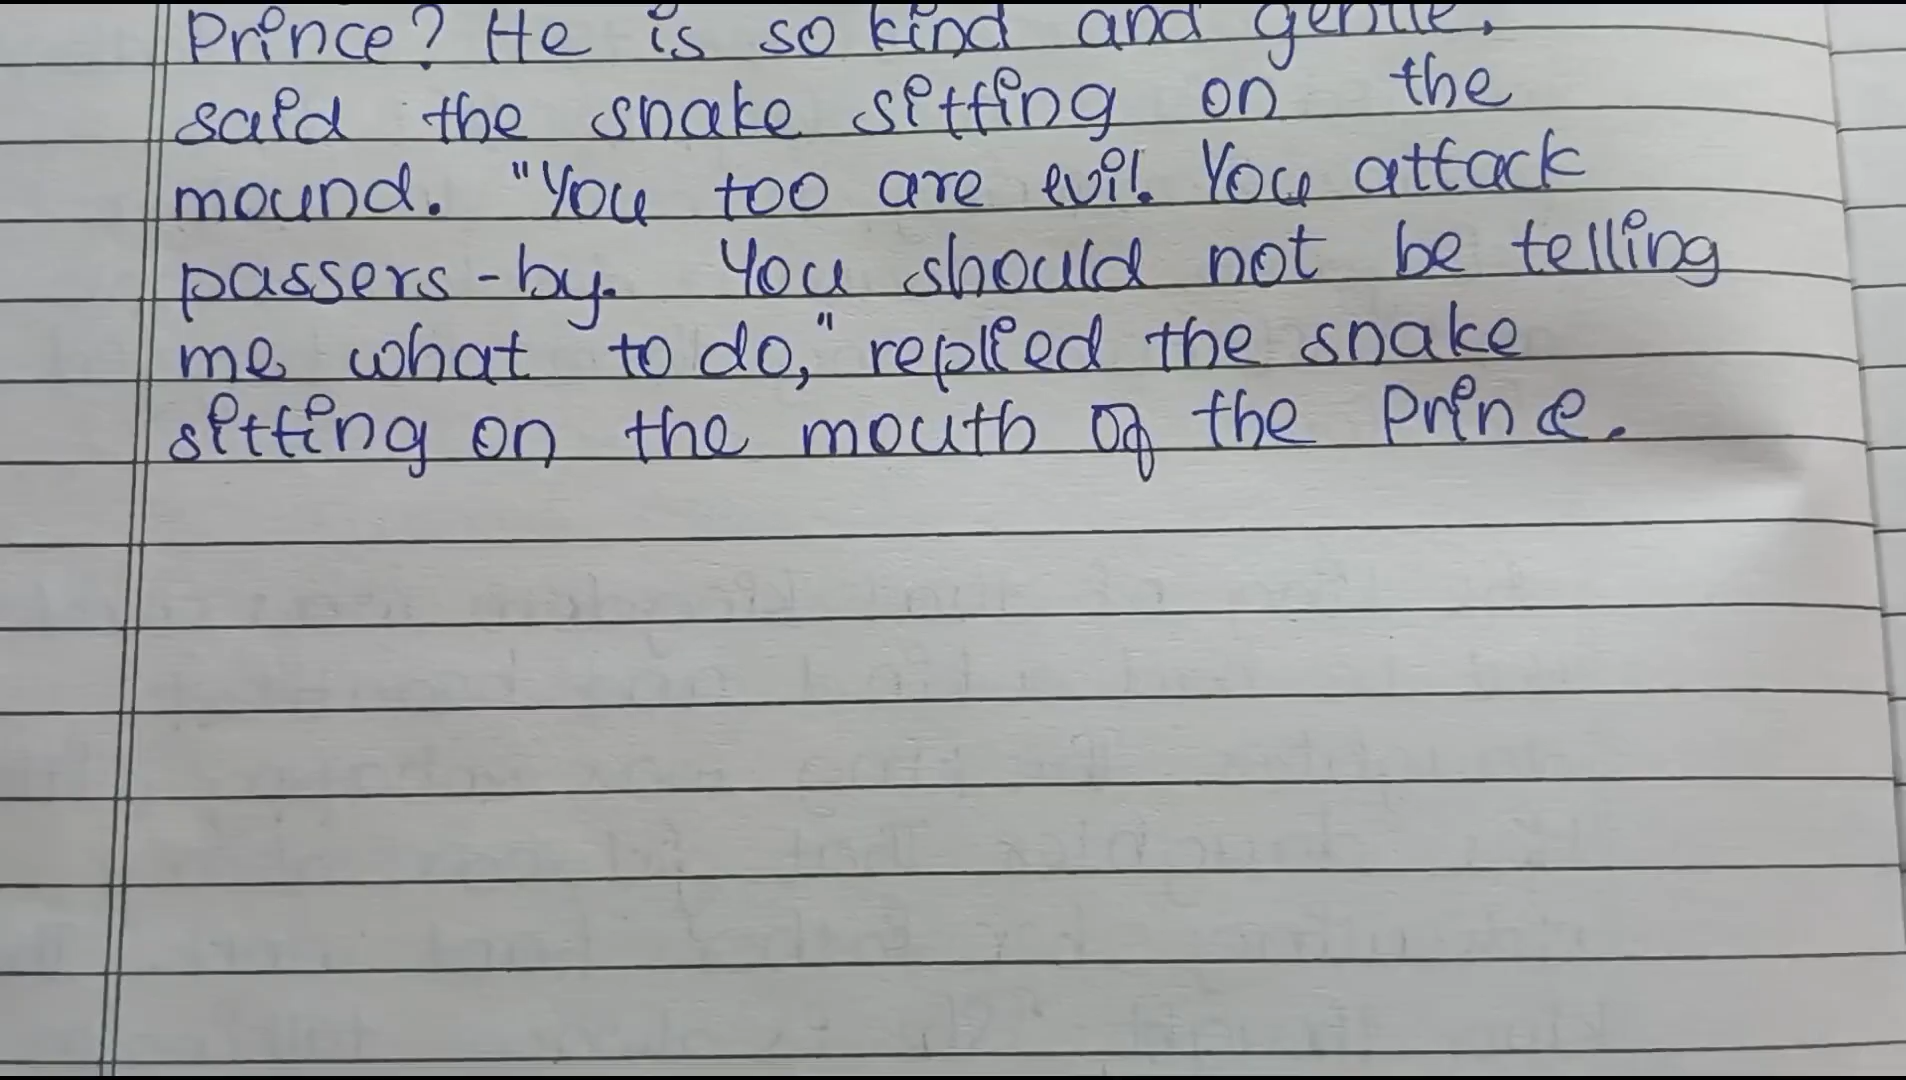 Prince? He is so kind and gentle.
said the snake sitting on the
mound. "You too are evil. You attack
passers-by. You should not be telling
me what to do," replied the snake
sitting on the mouth of the Prince.